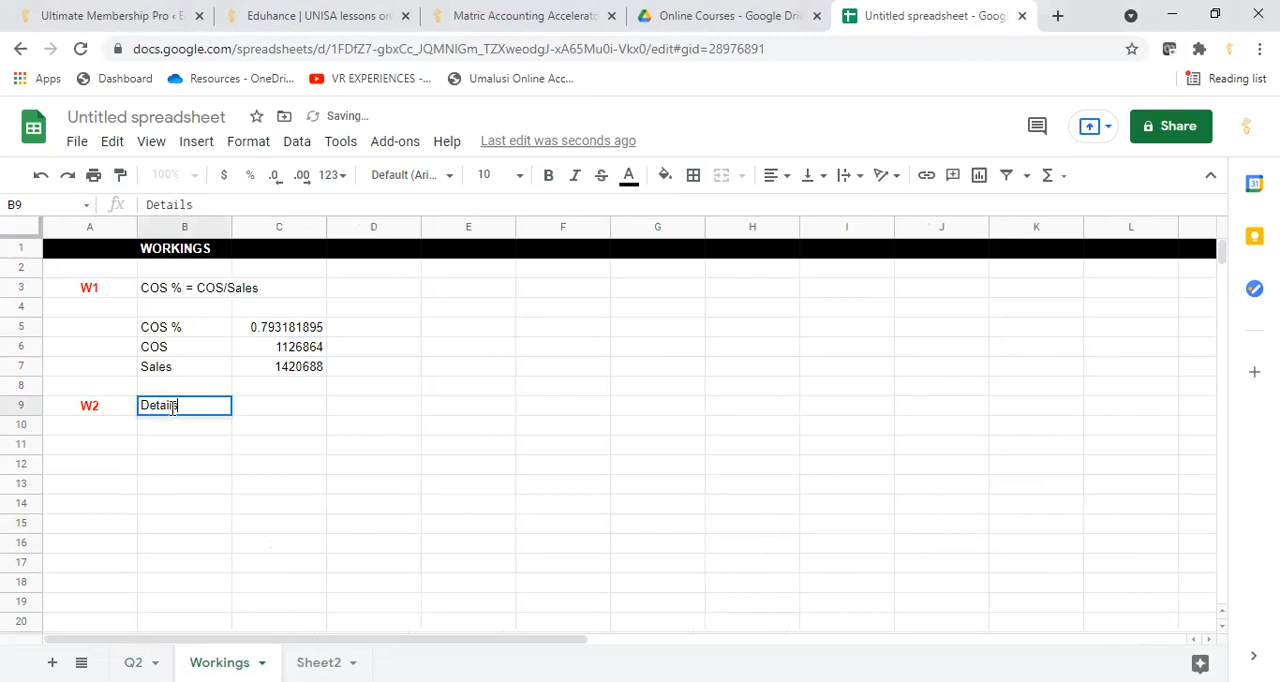 Ultimate Membership Pro ‹ E
Eduhance | UNISA lessons on
Matric Accounting Accelerato
Online Courses - Google Driv
Untitled spreadsheet - Goog
docs.google.com/spreadsheets/d/1FDfZ7-gbxCc_JQMNlGm_TZXweodgJ-xA65Mu0i-Vkx0/edit#gid=28976891
Apps Dashboard Resources - OneDri... VR EXPERIENCES -... Umalusi Online Acc... Reading list
Untitled spreadsheet Saving...
File Edit View Insert Format Data Tools Add-ons Help Last edit was seconds ago Share
100% $ % .0 .00 123 Default (Ari... 10 B I S A Σ
B9 fx Details
A B C D E F G H I J K L
1 WORKINGS
2
3 W1 COS % = COS/Sales
4
5 COS % 0.793181895
6 COS 1126864
7 Sales 1420688
8
9 W2 Details
10
11
12
13
14
15
16
17
18
19
20
+ Q2 Workings Sheet2
31